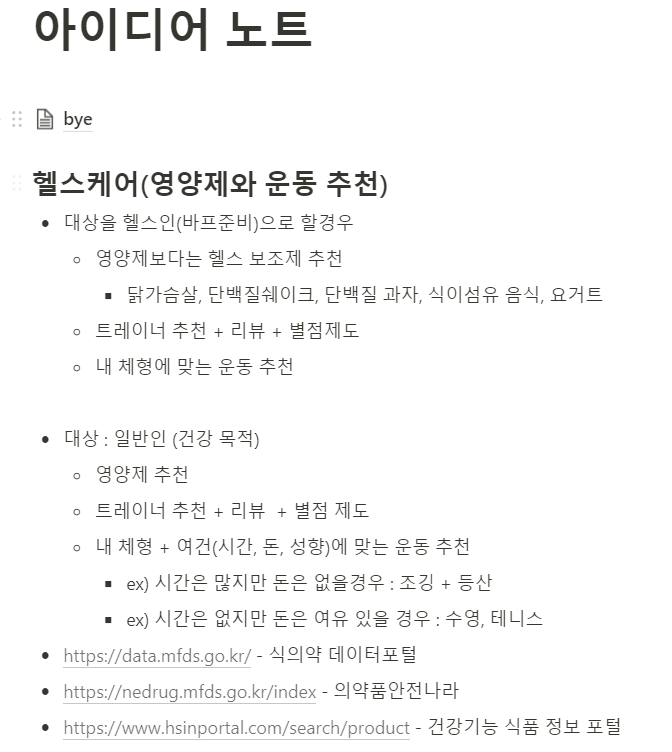 아이디어 노트
bye
헬스케어(영양제와 운동 추천)
대상을 헬스인(바프준비)으로 할경우
영양제보다는 헬스 보조제 추천
닭가슴살, 단백질쉐이크, 단백질 과자, 식이섬유 음식, 요거트
트레이너 추천 + 리뷰 + 별점제도
내 체형에 맞는 운동 추천
대상 : 일반인 (건강 목적)
영양제 추천
트레이너 추천 + 리뷰 + 별점 제도
내 체형 + 여건(시간, 돈, 성향)에 맞는 운동 추천
ex) 시간은 많지만 돈은 없을경우 : 조깅 + 등산
ex) 시간은 없지만 돈은 여유 있을 경우 : 수영, 테니스
https://data.mfds.go.kr/ - 식의약 데이터포털
https://nedrug.mfds.go.kr/index - 의약품안전나라
https://www.hsinportal.com/search/product - 건강기능 식품 정보 포털